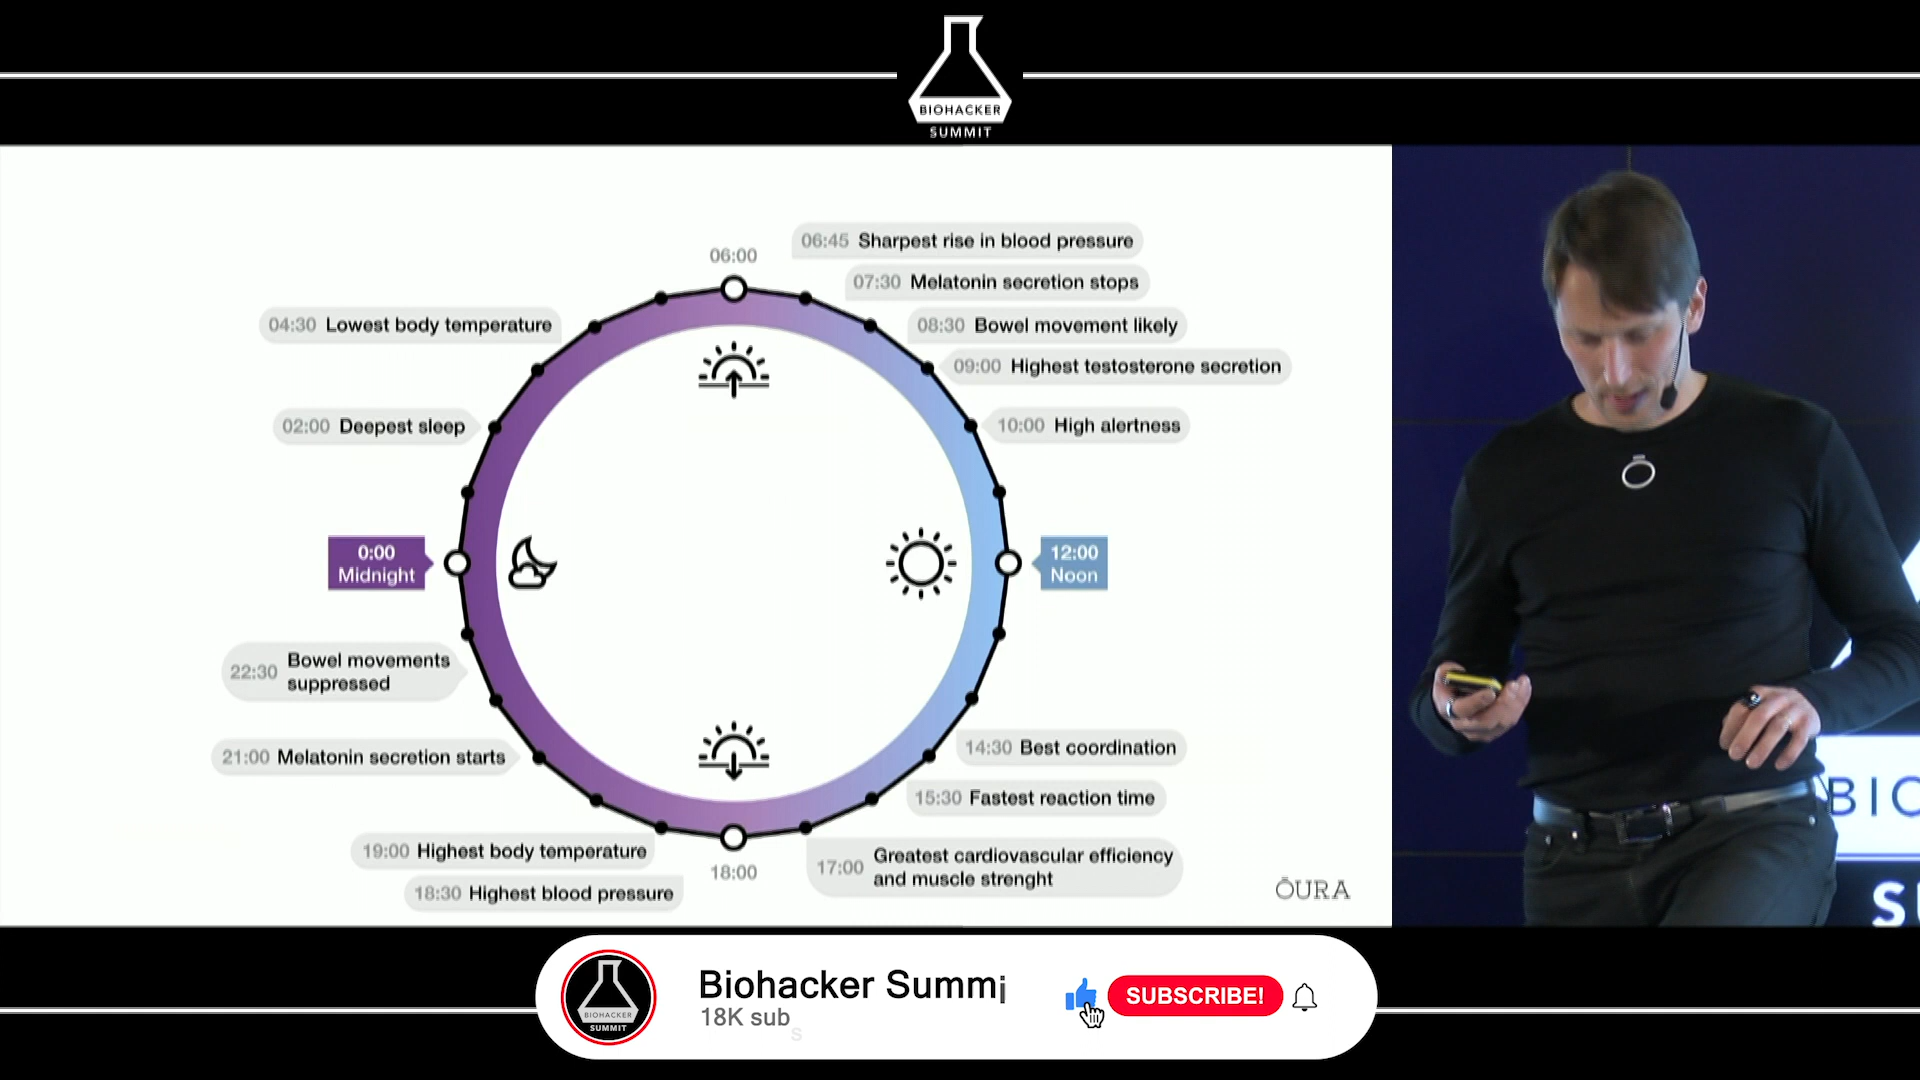 BIOHACKER
SUMMIT
06:00
06:45 Sharpest rise in blood pressure
07:30 Melatonin secretion stops
04:30 Lowest body temperature
08:30 Bowel movement likely
09:00 Highest testosterone secretion
02:00 Deepest sleep
10:00 High alertness
0:00
Midnight
12:00
Noon
22:30 Bowel movements
suppressed
21:00 Melatonin secretion starts
14:30 Best coordination
15:30 Fastest reaction time
19:00 Highest body temperature
18:30 Highest blood pressure
18:00
17:00 Greatest cardiovascular efficiency
and muscle strenght
ŌURA
BIO
SU
BIOHACKER
SUMMIT
Biohacker Summi
18K subs
SUBSCRIBE!